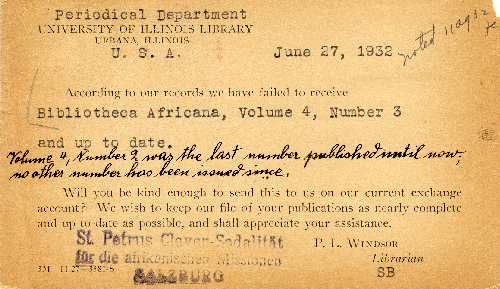 Periodical Department
UNIVERSITY OF ILLINOIS LIBRARY
URBANA, ILLINOIS
U. S. A. June 27, 1932
noted
According to our records we have failed to receive
Bibliotheca Africana, Volume 4, Number 3
and up to date.
Volume 4, Number 2 was the last number published until now,
no other number has been issued since.
Will you be kind enough to send this to us on our current exchange
account? We wish to keep our file of your publications as nearly complete
and up to date as possible, and shall appreciate your assistance.
St. Petrus Claver-Sodalität
für die afrikanischen Missionen
SALZBURG
P. L. WINDSOR
Librarian
SB